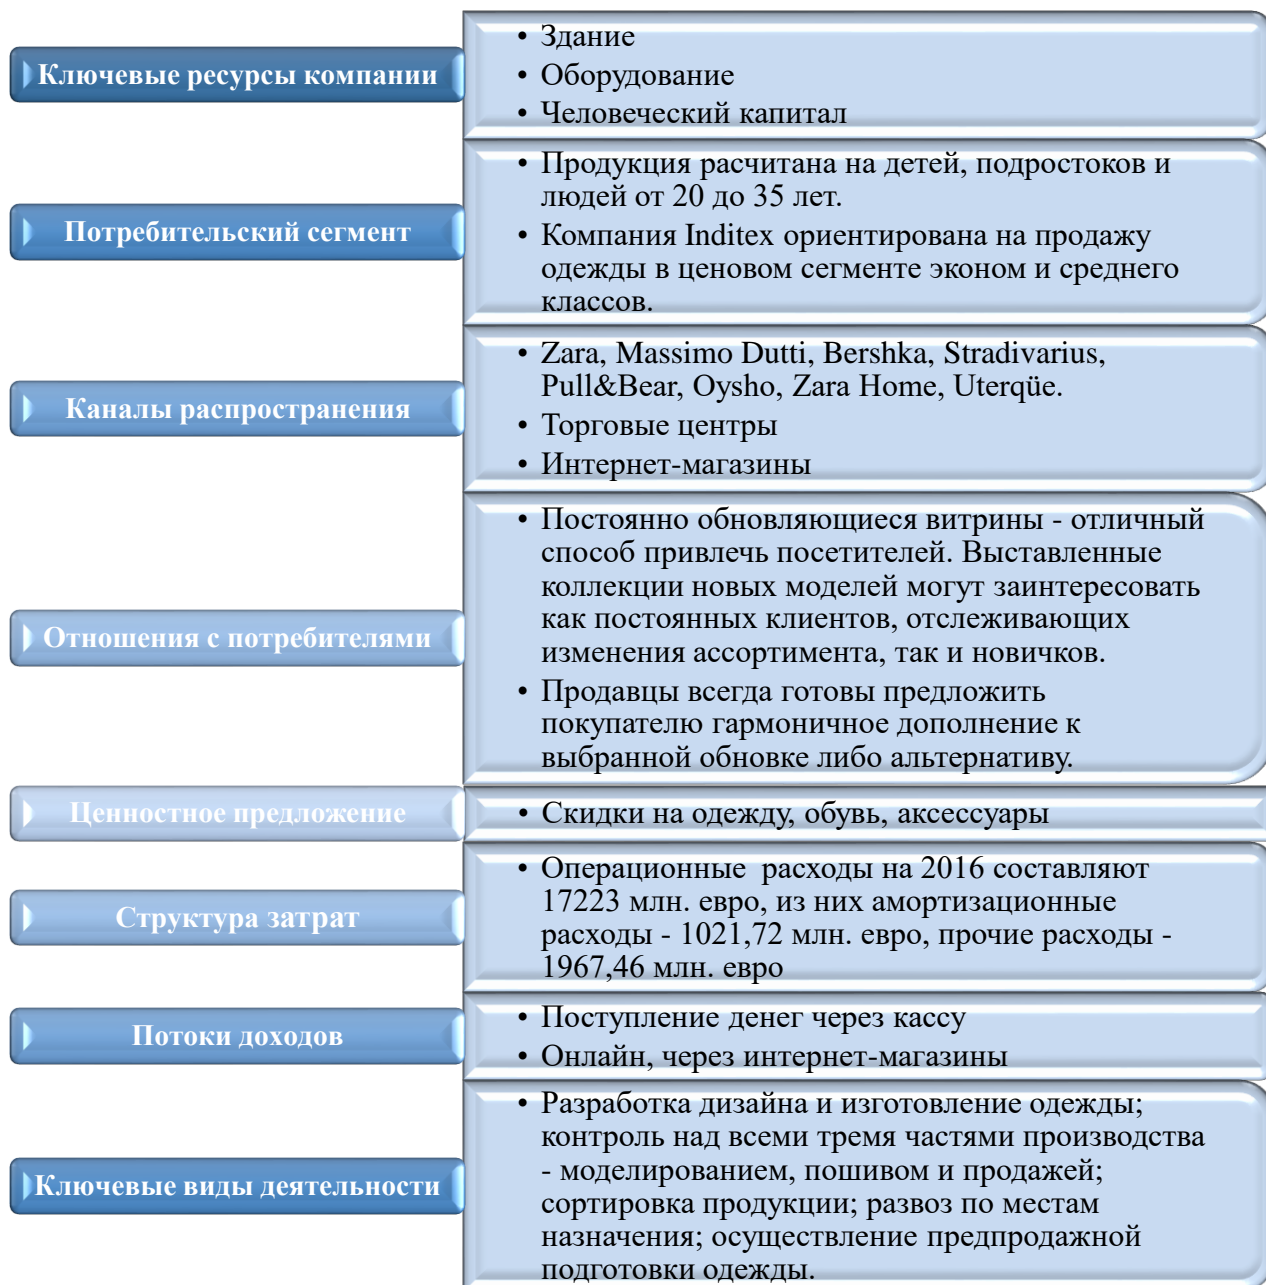 Ключевые ресурсы компании
• Здание
• Оборудование
• Человеческий капитал
Потребительский сегмент
• Продукция расчитана на детей, подростоков и
людей от 20 до 35 лет.
• Компания Inditex ориентирована на продажу
одежды в ценовом сегменте эконом и среднего
классов.
Каналы распространения
• Zara, Massimo Dutti, Bershka, Stradivarius,
Pull&Bear, Oysho, Zara Home, Uterqüe.
• Торговые центры
• Интернет-магазины
Отношения с потребителями
• Постоянно обновляющиеся витрины - отличный
способ привлечь посетителей. Выставленные
коллекции новых моделей могут заинтересовать
как постоянных клиентов, отслеживающих
изменения ассортимента, так и новичков.
• Продавцы всегда готовы предложить
покупателю гармоничное дополнение к
выбранной обновке либо альтернативу.
Ценностное предложение
• Скидки на одежду, обувь, аксессуары
Структура затрат
• Операционные  расходы на 2016 составляют
17223 млн. евро, из них амортизационные
расходы - 1021,72 млн. евро, прочие расходы -
1967,46 млн. евро
Потоки доходов
• Поступление денег через кассу
• Онлайн, через интернет-магазины
Ключевые виды деятельности
• Разработка дизайна и изготовление одежды;
контроль над всеми тремя частями производства
- моделированием, пошивом и продажей;
сортировка продукции; развоз по местам
назначения; осуществление предпродажной
подготовки одежды.